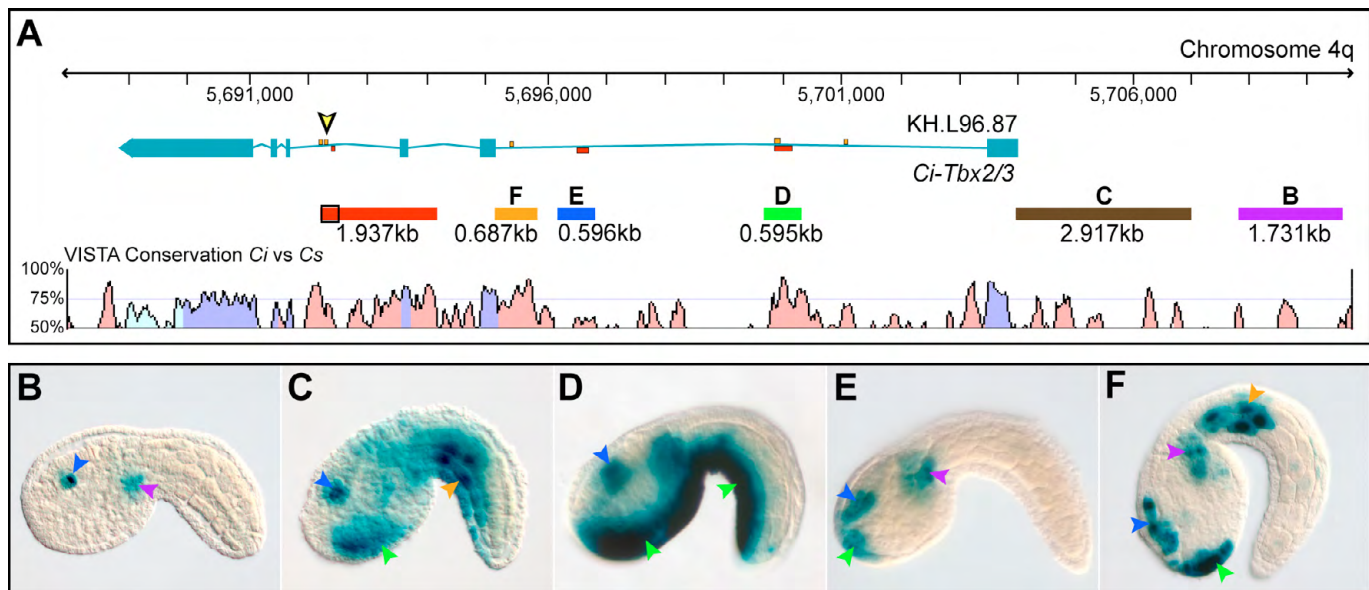 A
Chromosome 4q
5,691,000 5,696,000 5,701,000 5,706,000
KH.L96.87
Ci-Tbx2/3
F E D C B
1.937kb 0.687kb 0.596kb 0.595kb 2.917kb 1.731kb
VISTA Conservation Ci vs Cs
100%
75%
50%
B C D E F